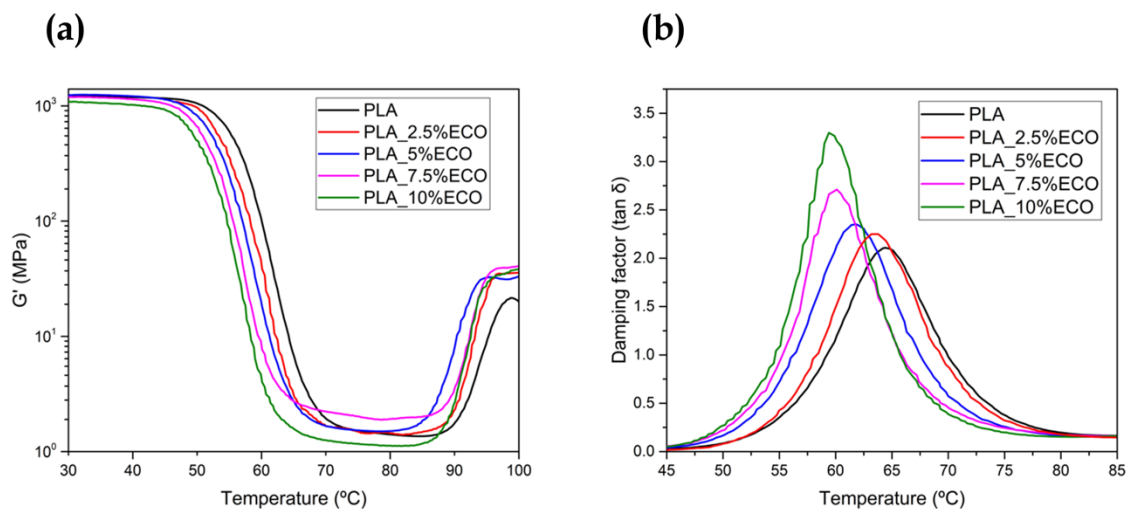 (a)
(b)
G' (MPa)
10³
10²
10¹
10⁰
30 40 50 60 70 80 90 100
Temperature (ºC)
PLA
PLA_2.5%ECO
PLA_5%ECO
PLA_7.5%ECO
PLA_10%ECO
Damping factor (tan δ)
3.5
3.0
2.5
2.0
1.5
1.0
0.5
0.0
45 50 55 60 65 70 75 80 85
Temperature (ºC)
PLA
PLA_2.5%ECO
PLA_5%ECO
PLA_7.5%ECO
PLA_10%ECO